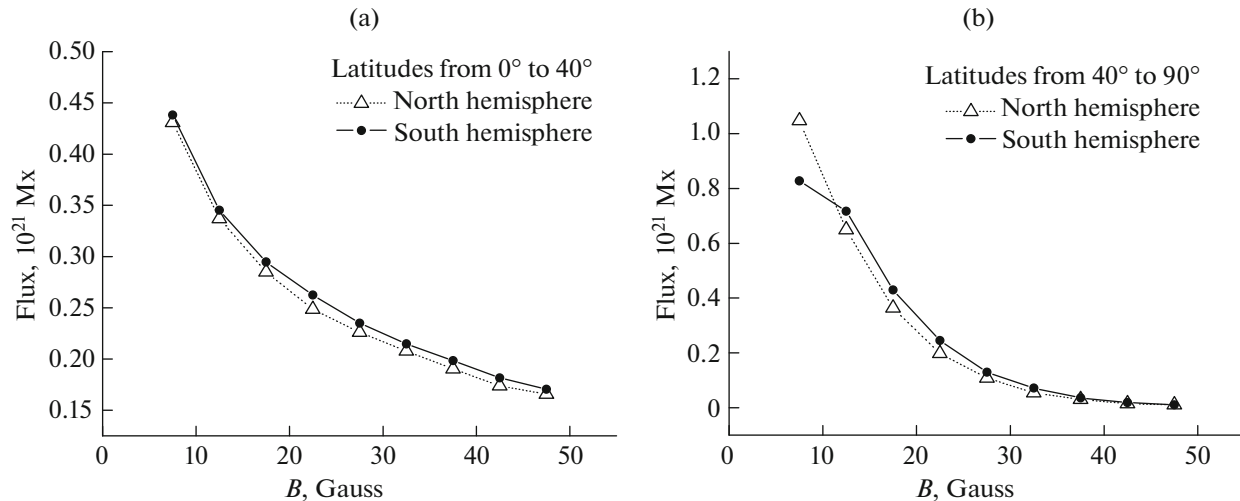 (a)
Latitudes from 0° to 40°
North hemisphere
South hemisphere
Flux, 10²¹ Mx
0.50
0.45
0.40
0.35
0.30
0.25
0.20
0.15
0 10 20 30 40 50
B, Gauss
(b)
Latitudes from 40° to 90°
North hemisphere
South hemisphere
Flux, 10²¹ Mx
1.2
1.0
0.8
0.6
0.4
0.2
0
0 10 20 30 40 50
B, Gauss